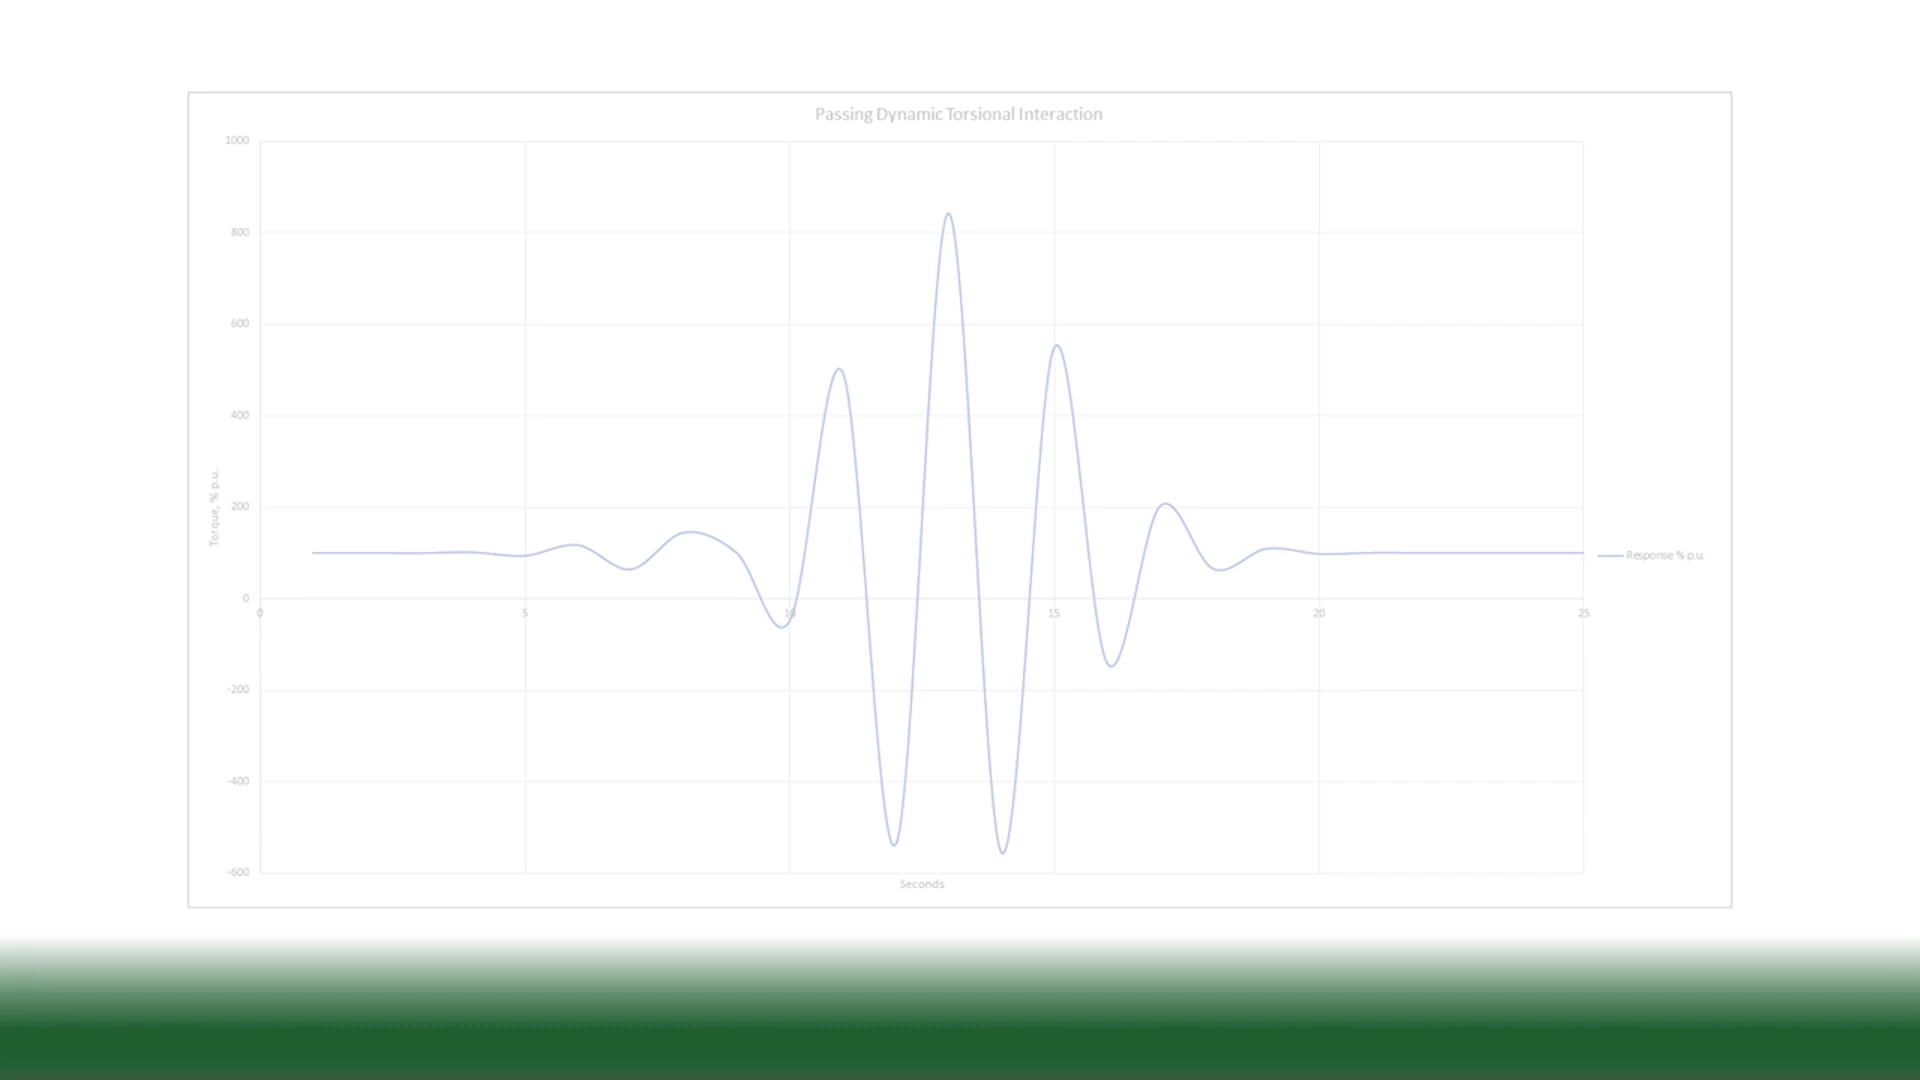 Passing Dynamic Torsional Interaction
1000
800
600
400
200
0
-200
-400
-600
Torque, % p.u.
0 5 10 15 20 25
Seconds
Response % p.u.